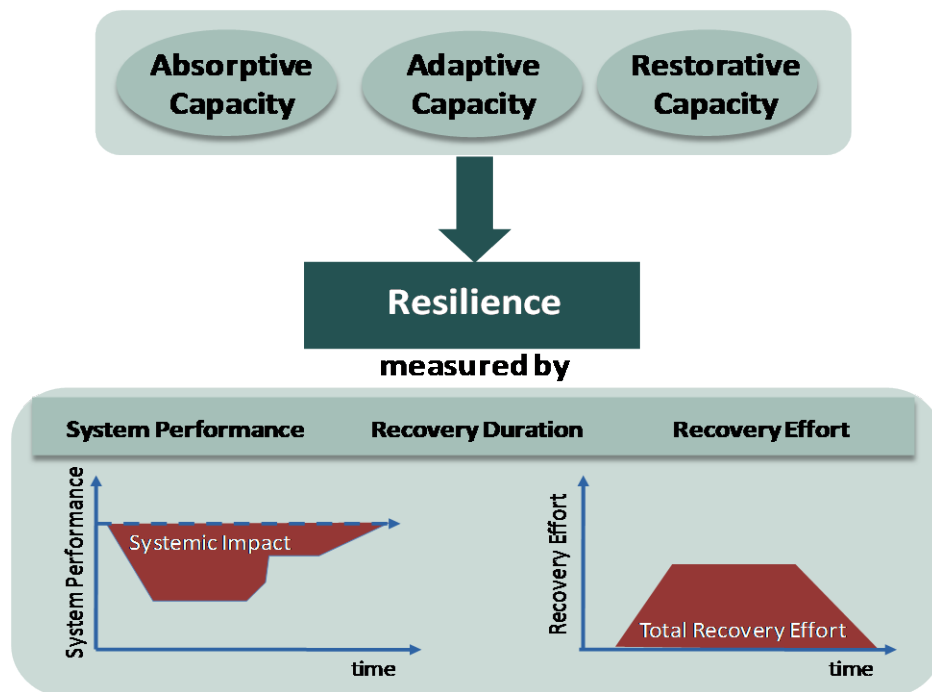 Absorptive
Capacity
Adaptive
Capacity
Restorative
Capacity
Resilience
measured by
System Performance
Recovery Duration
Recovery Effort
System Performance
Systemic Impact
time
Recovery Effort
Total Recovery Effort
time